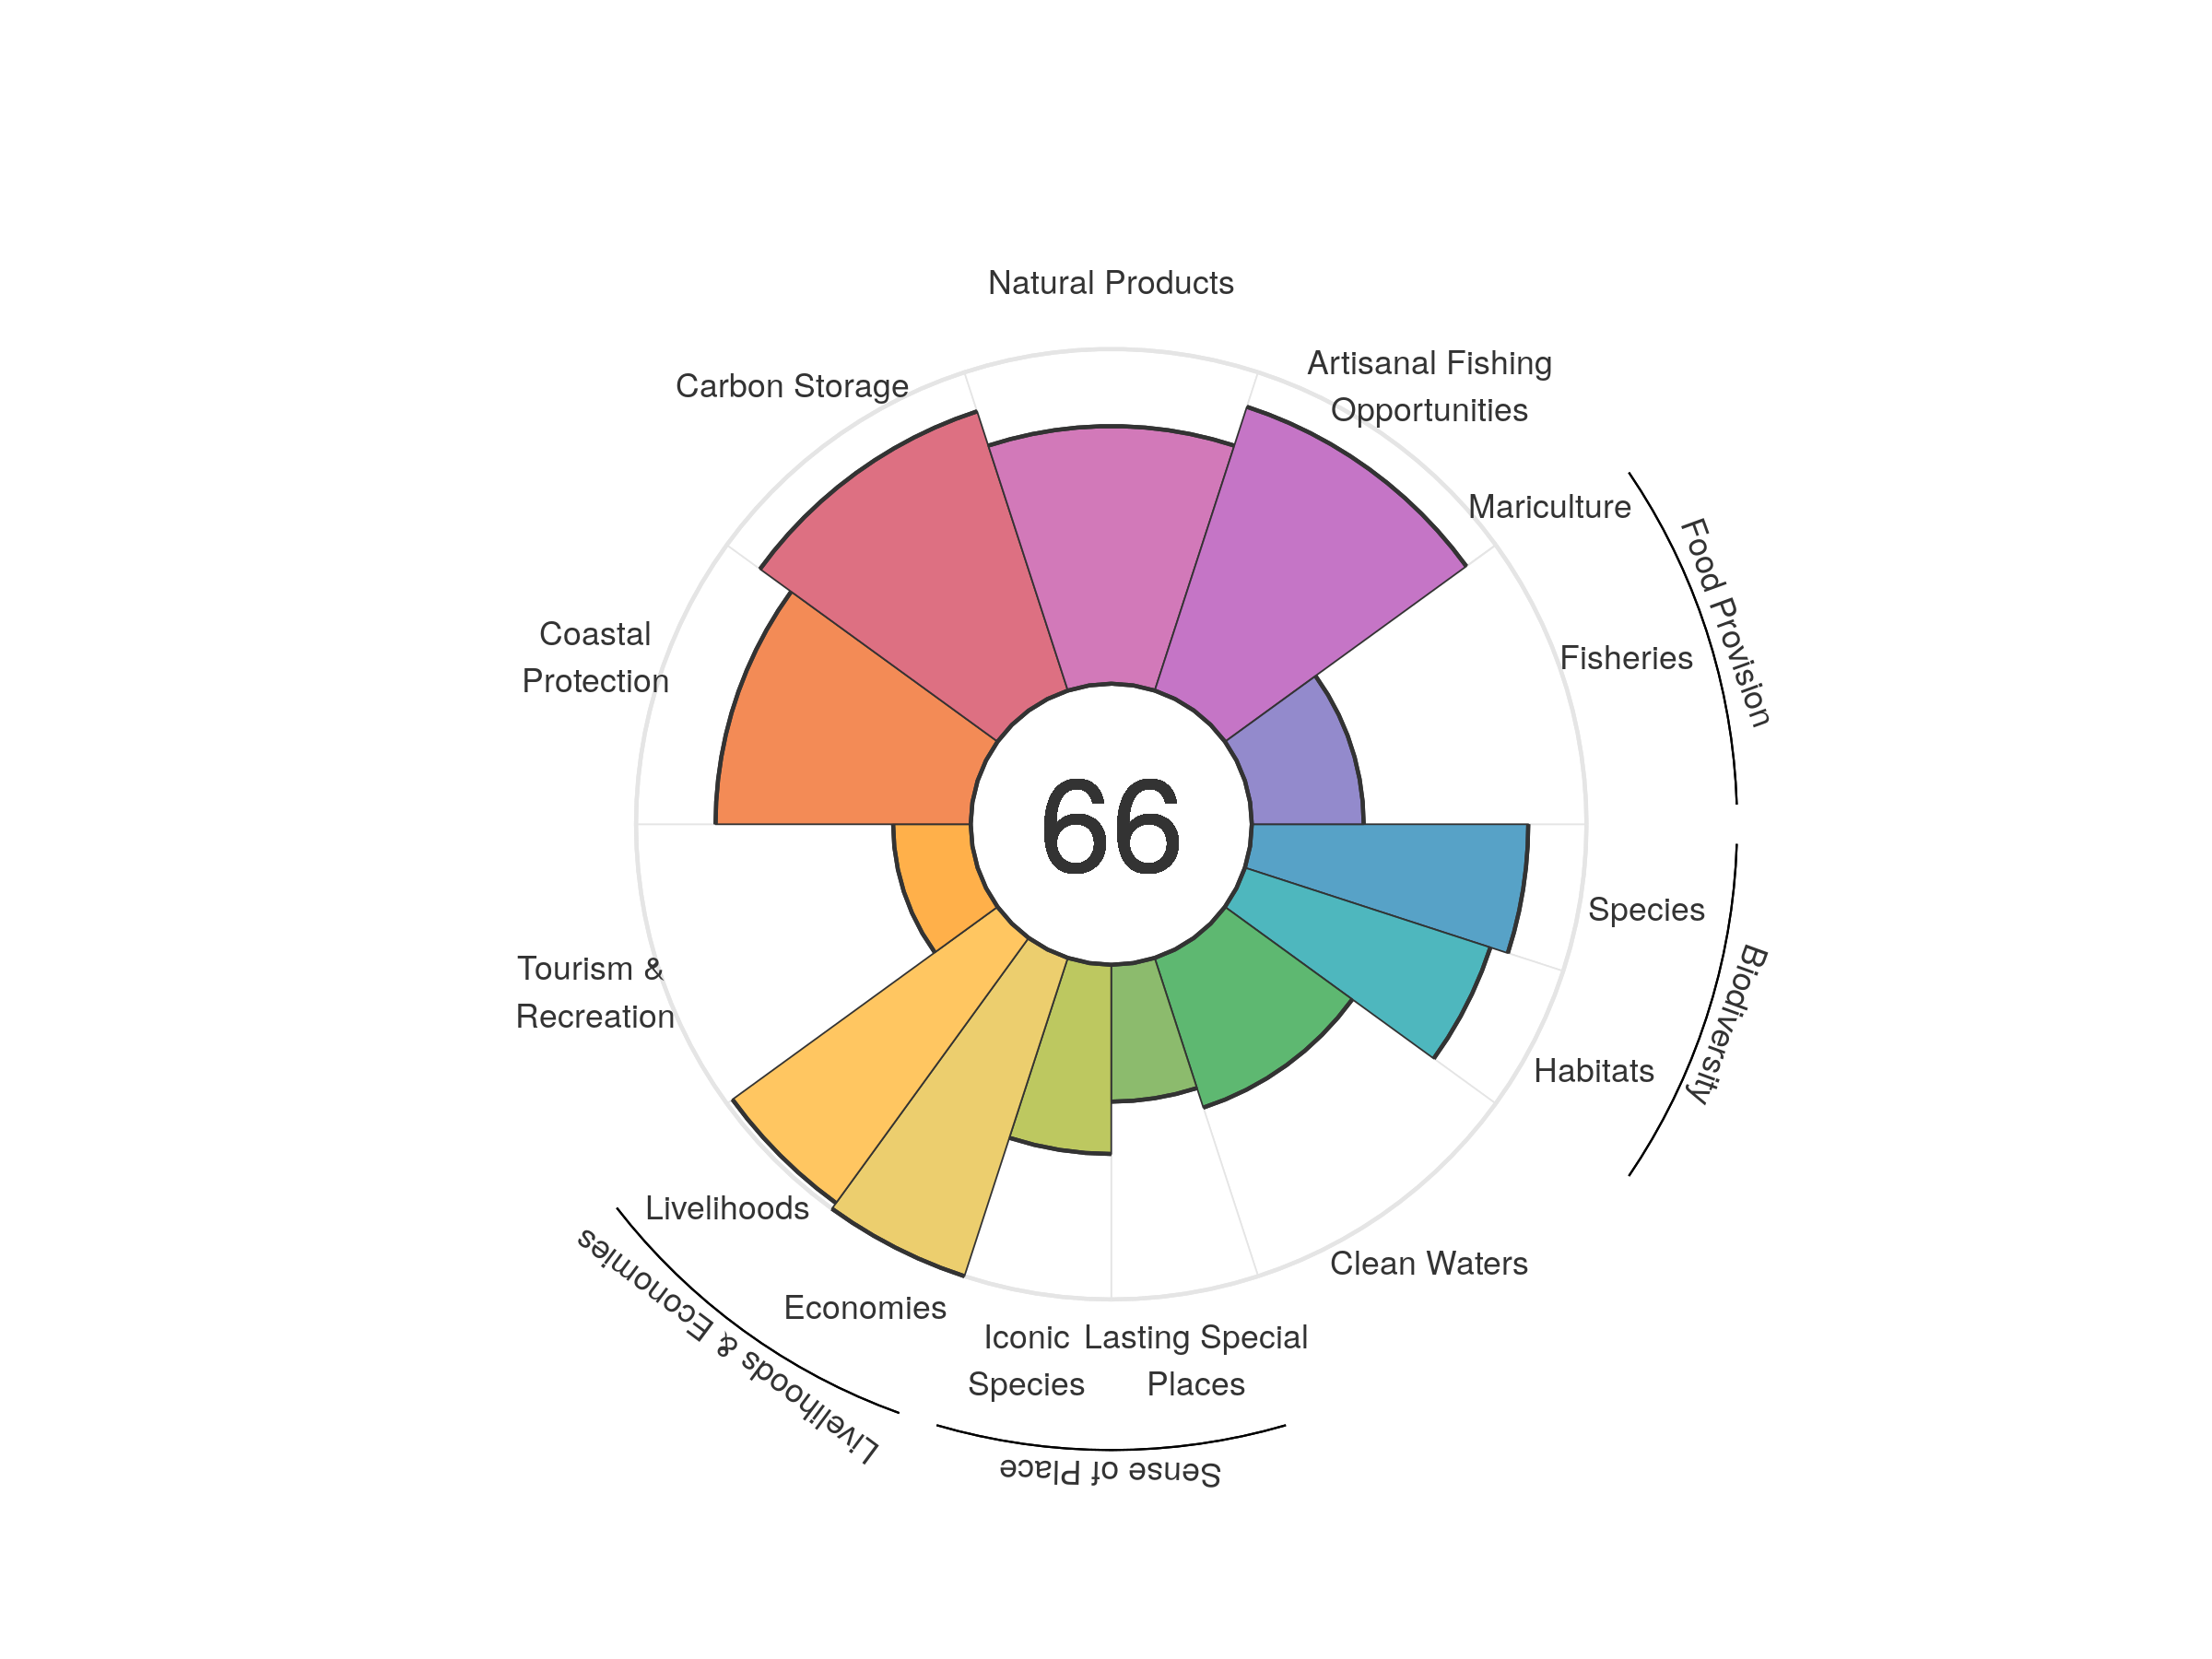 Natural Products
Artisanal Fishing
Opportunities
Carbon Storage
Mariculture
Food Provision
Fisheries
Coastal
Protection
66
Species
Biodiversity
Tourism &
Recreation
Habitats
Livelihoods
Livelihoods & Economies
Clean Waters
Economies
Iconic
Species
Lasting Special
Places
Sense of Place